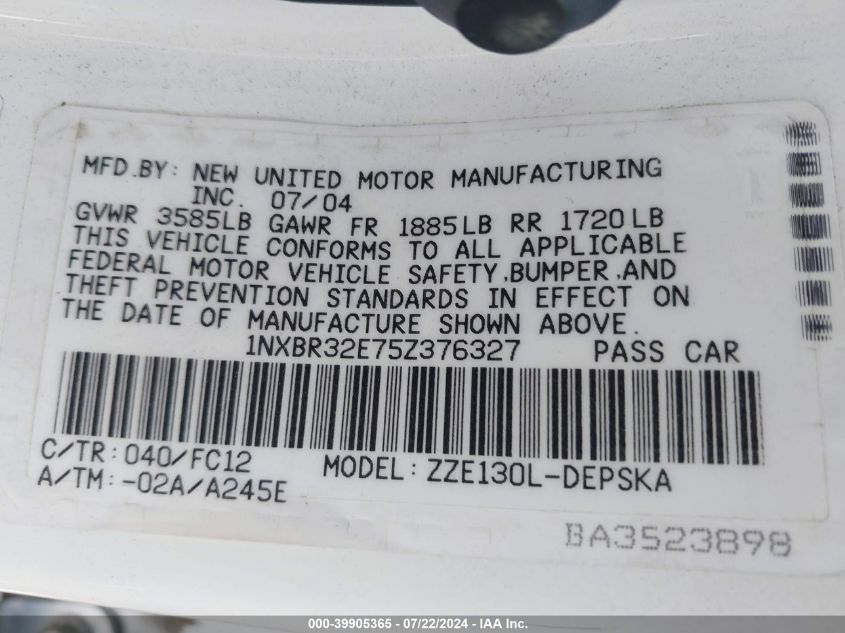 MFD.BY: NEW UNITED MOTOR MANUFACTURING
INC. 07/04
GVWR 3585LB GAWR FR 1885LB RR 1720LB
THIS VEHICLE CONFORMS TO ALL APPLICABLE
FEDERAL MOTOR VEHICLE SAFETY,BUMPER,AND
THEFT PREVENTION STANDARDS IN EFFECT ON
THE DATE OF MANUFACTURE SHOWN ABOVE.
1NXBR32E75Z376327 PASS CAR
C/TR: 040/FC12 MODEL: ZZE130L-DEPSKA
A/TM: -02A/A245E
BA3523898
000-39905365 - 07/22/2024 - IAA Inc.